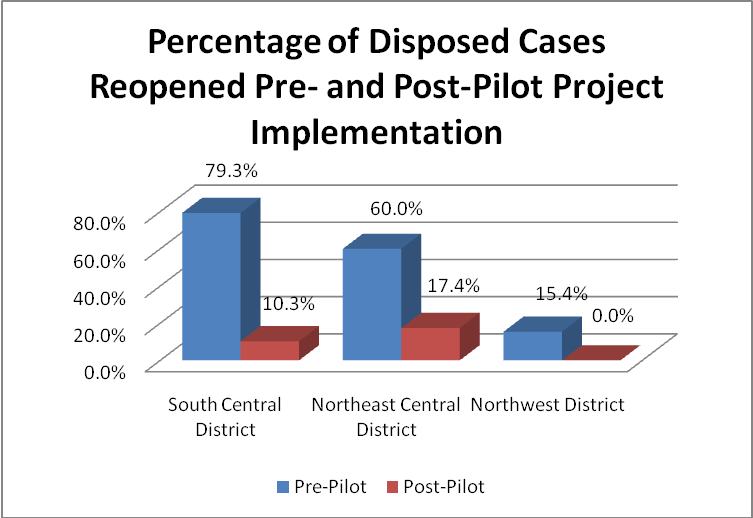 Percentage of Disposed Cases
Reopened Pre- and Post-Pilot Project
Implementation
79.3%
60.0%
80.0%
60.0%
40.0%
20.0%
0.0%
10.3%
17.4%
15.4%
0.0%
South Central
District
Northeast Central
District
Northwest District
Pre-Pilot
Post-Pilot